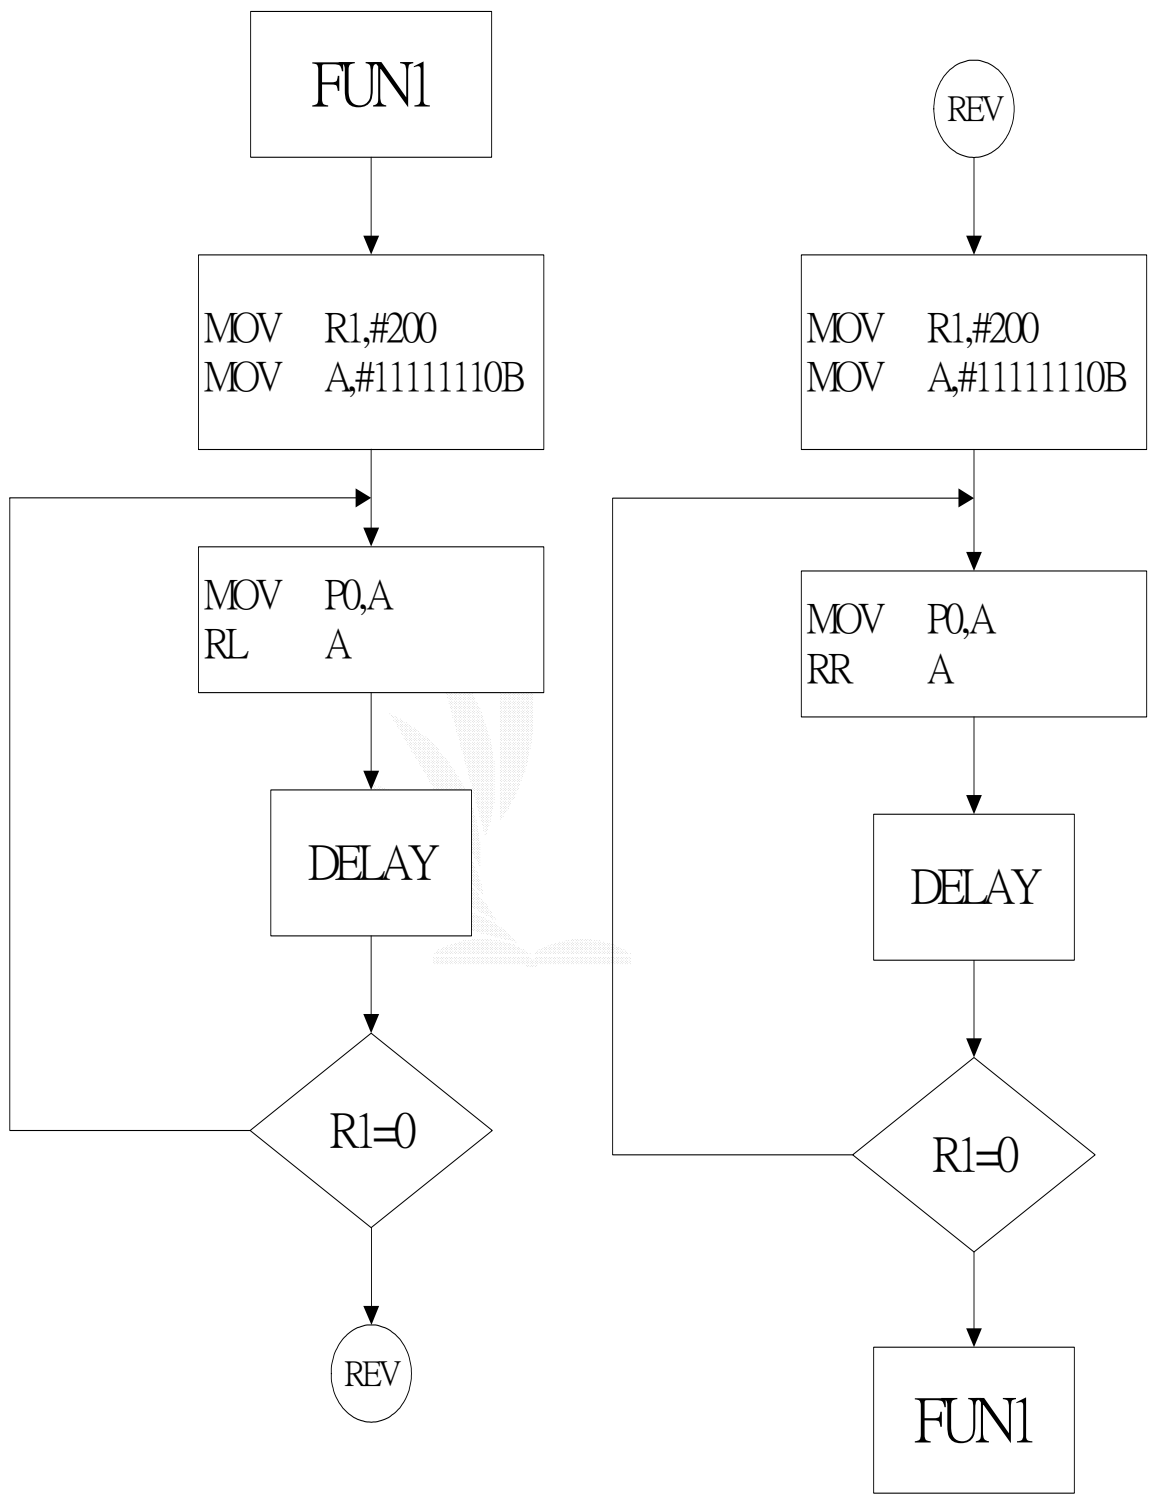 FUN1
MOV R1,#200
MOV A,#11111110B
MOV P0,A
RL A
DELAY
R1=0
REV
REV
MOV R1,#200
MOV A,#11111110B
MOV P0,A
RR A
DELAY
R1=0
FUN1